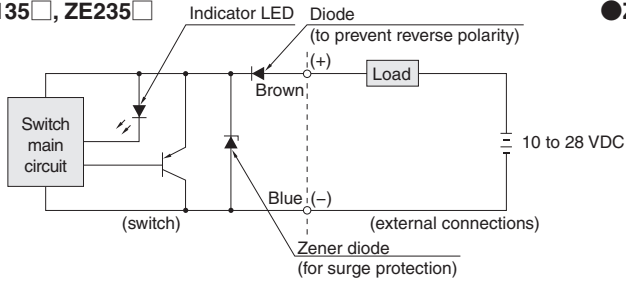 135□, ZE235□
Indicator LED
Diode
(to prevent reverse polarity)
(+)
Load
Brown
Switch
main
circuit
10 to 28 VDC
Blue
(−)
(switch)
(external connections)
Zener diode
(for surge protection)